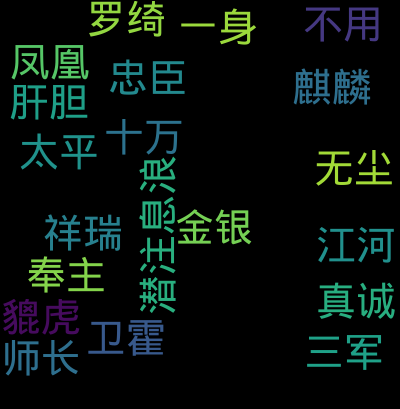 罗绮
一身
不用
凤凰
忠臣
麒麟
肝胆
十万
太平
无尘
潜注息浪
金银
祥瑞
江河
奉主
真诚
貔虎
卫霍
师长
三军